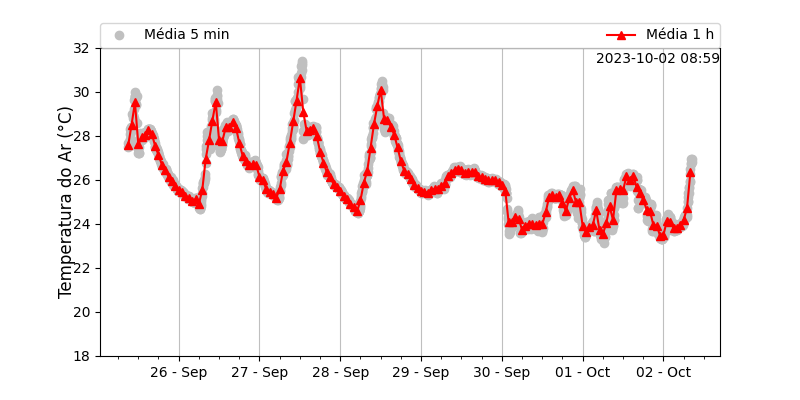 Média 5 min
Média 1 h
2023-10-02 08:59
Temperatura do Ar (°C)
32
30
28
26
24
22
20
18
26 - Sep
27 - Sep
28 - Sep
29 - Sep
30 - Sep
01 - Oct
02 - Oct